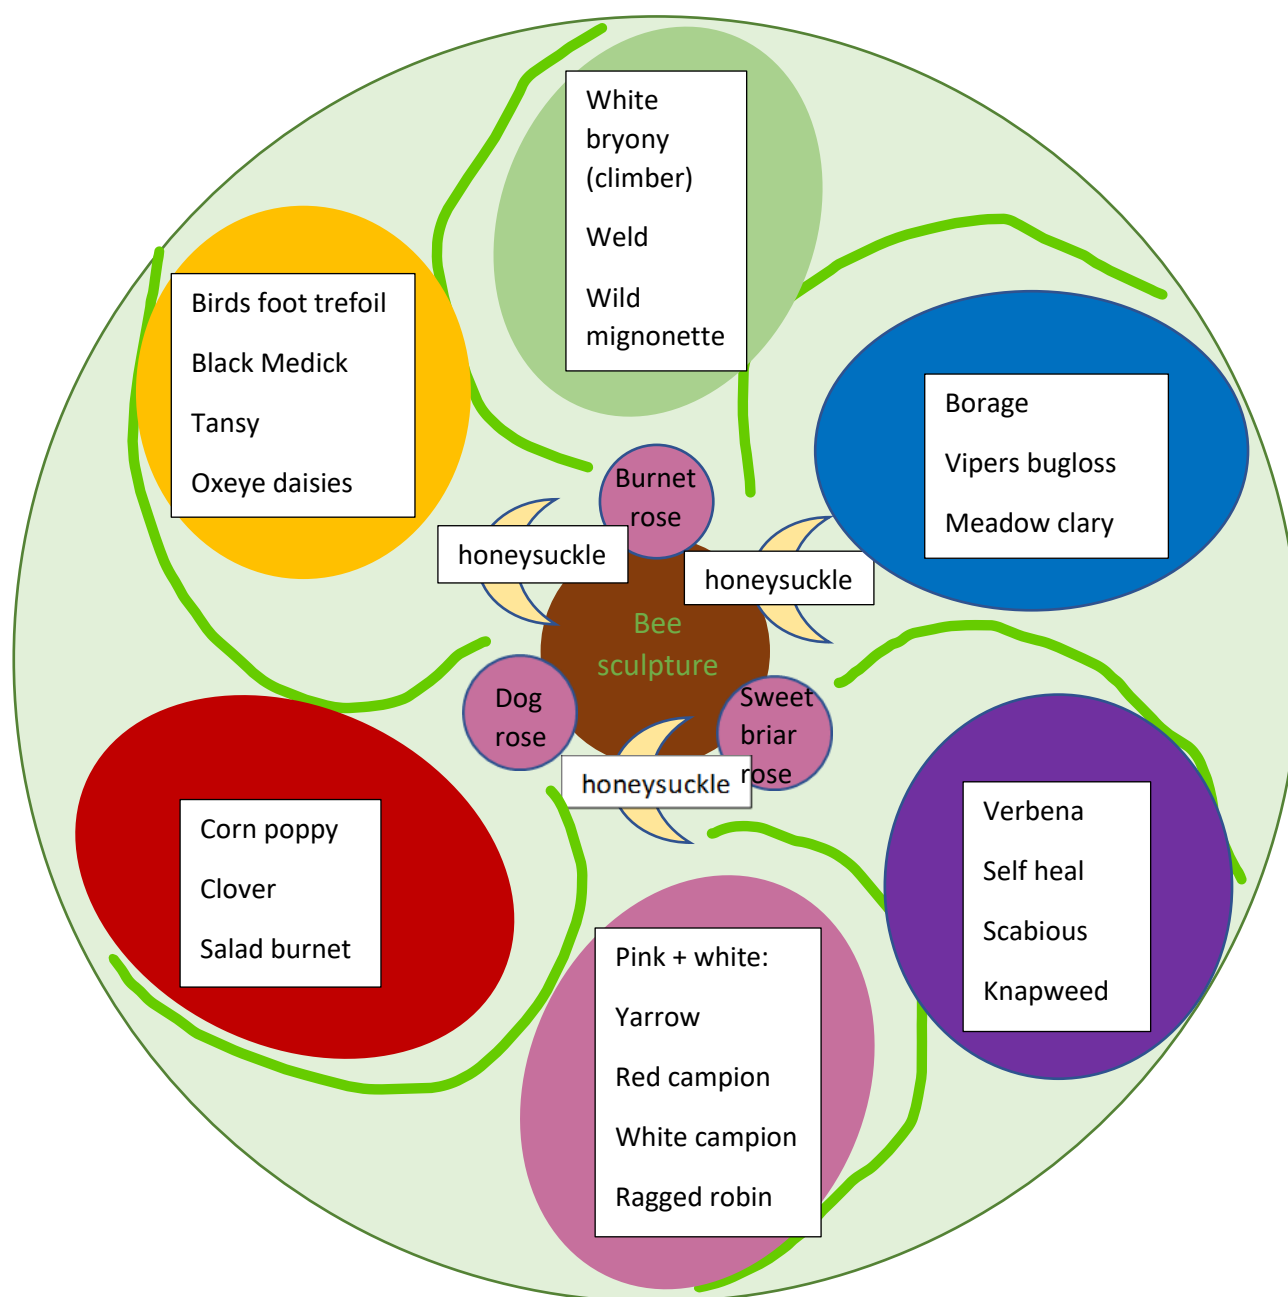 White
bryony
(climber)
Weld
Wild
mignonette
Birds foot trefoil
Black Medick
Tansy
Oxeye daisies
Borage
Vipers bugloss
Meadow clary
Burnet
rose
honeysuckle
honeysuckle
Bee
sculpture
Dog
rose
Sweet
briar
rose
honeysuckle
Corn poppy
Clover
Salad burnet
Verbena
Self heal
Scabious
Knapweed
Pink + white:
Yarrow
Red campion
White campion
Ragged robin